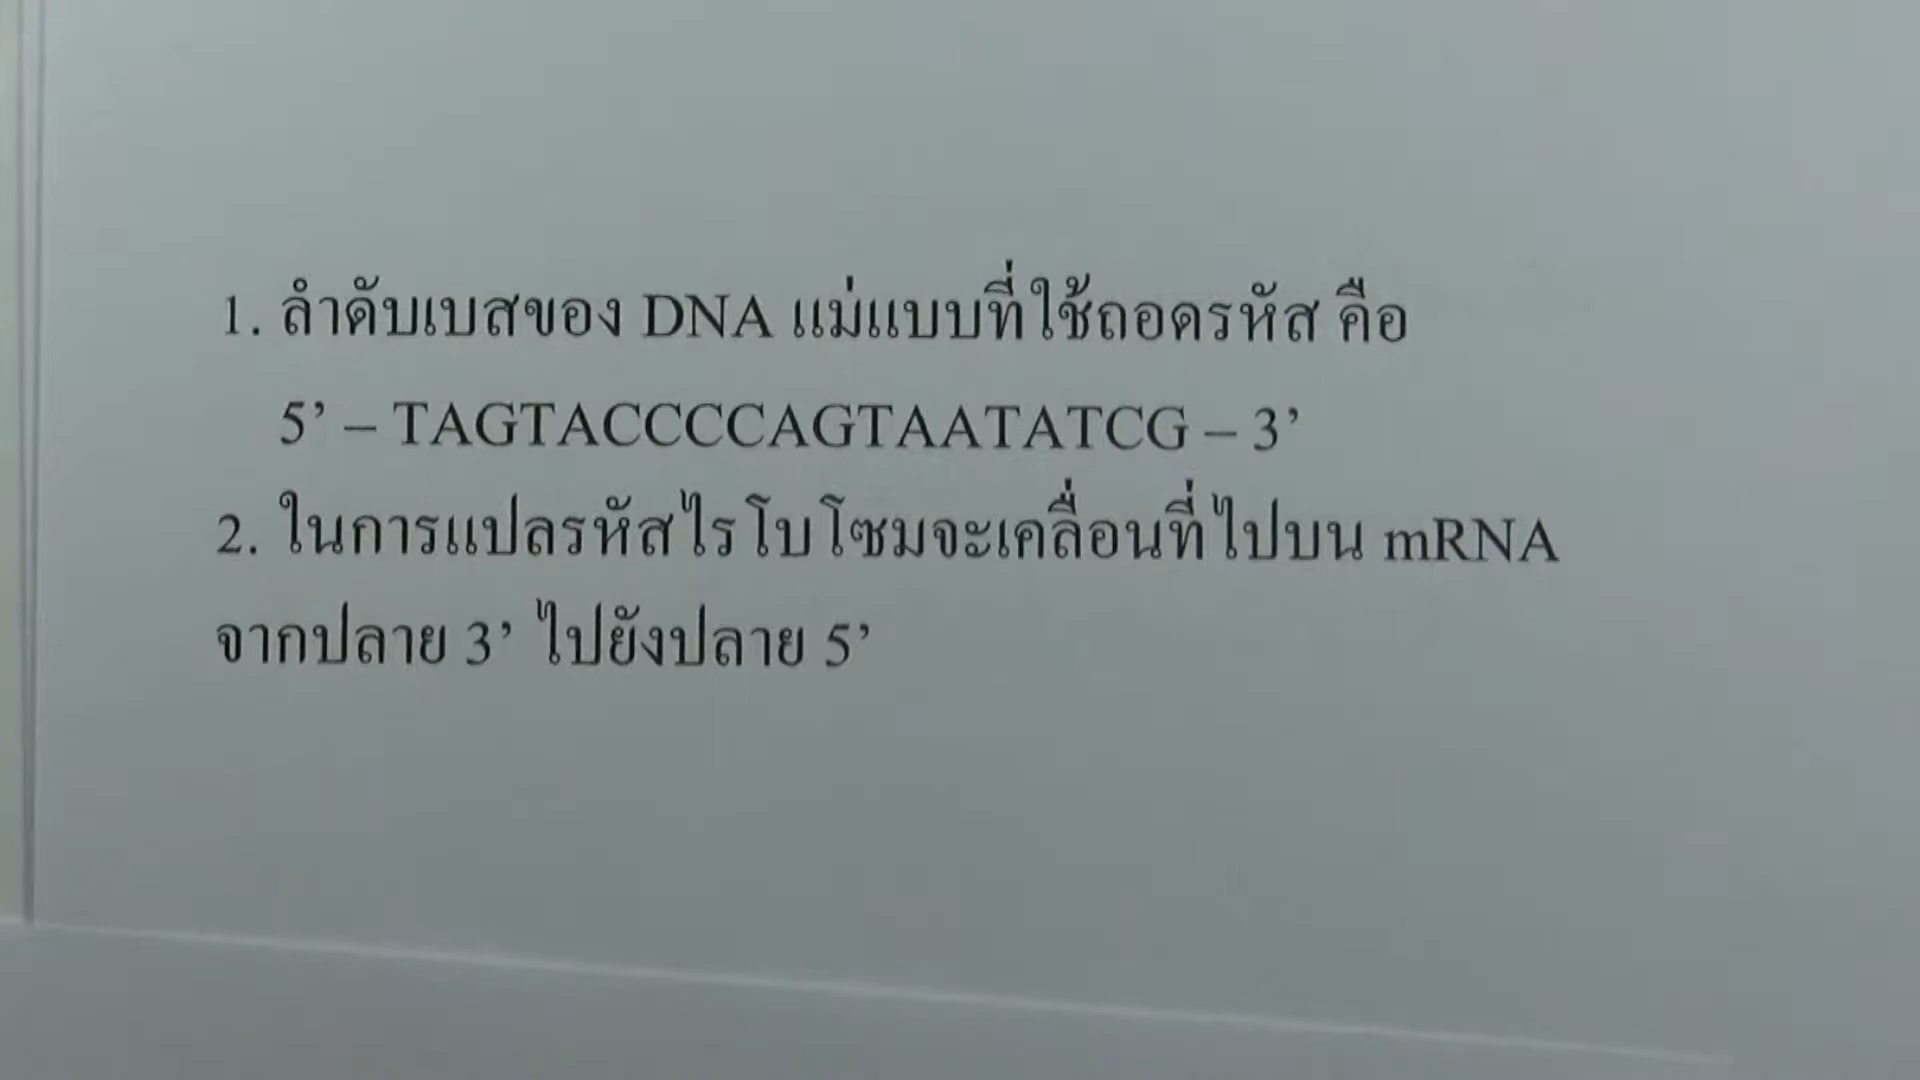 1. ลำดับเบสของ DNA แม่แบบที่ใช้ถอดรหัส คือ
5’ – TAGTACCCCAGTAATATCG – 3’
2. ในการแปลรหัสไรโบโซมจะเคลื่อนที่ไปบน mRNA
จากปลาย 3’ ไปยังปลาย 5’